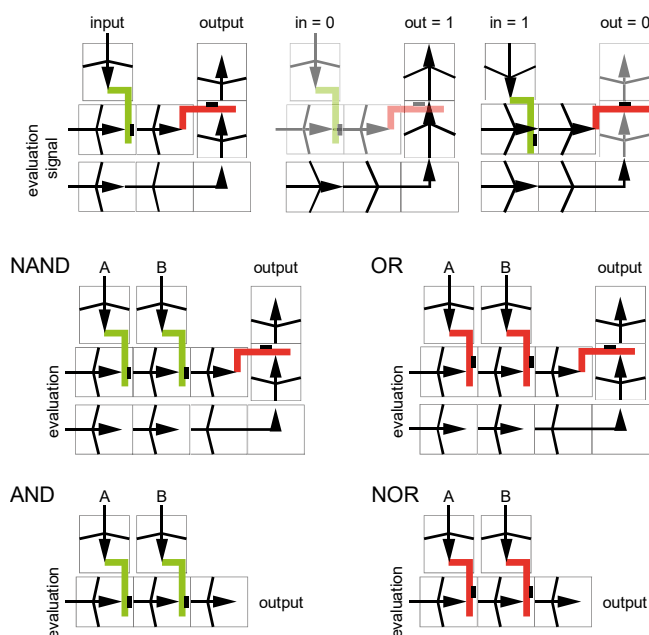 input
output
in = 0
out = 1
in = 1
out = 0
evaluation
signal
NAND
A
B
output
evaluation
OR
A
B
output
evaluation
AND
A
B
evaluation
output
NOR
A
B
evaluation
output